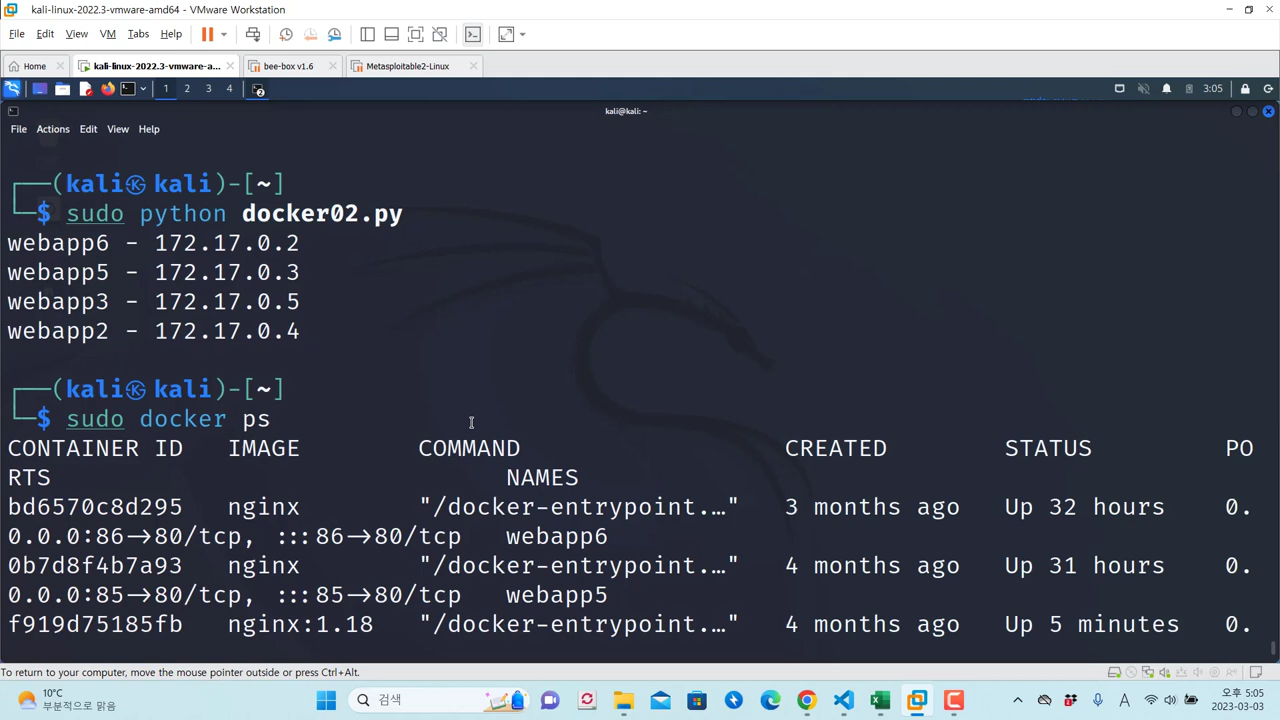 kali-linux-2022.3-vmware-amd64 - VMware Workstation
File Edit View VM Tabs Help
Home kali-linux-2022.3-vmware-a... bee-box v1.6 Metasploitable2-Linux
1 2 3 4 3:05
kali@kali: ~
File Actions Edit View Help
┌──(kali㉿kali)-[~]
└─$ sudo python docker02.py
webapp6 - 172.17.0.2
webapp5 - 172.17.0.3
webapp3 - 172.17.0.5
webapp2 - 172.17.0.4
┌──(kali㉿kali)-[~]
└─$ sudo docker ps
CONTAINER ID IMAGE COMMAND CREATED STATUS PO
RTS NAMES
bd6570c8d295 nginx "/docker-entrypoint.…" 3 months ago Up 32 hours 0.
0.0.0:86->80/tcp, :::86->80/tcp webapp6
0b7d8f4b7a93 nginx "/docker-entrypoint.…" 4 months ago Up 31 hours 0.
0.0.0:85->80/tcp, :::85->80/tcp webapp5
f919d75185fb nginx:1.18 "/docker-entrypoint.…" 4 months ago Up 5 minutes 0.
To return to your computer, move the mouse pointer outside or press Ctrl+Alt.
10°C
부분적으로 맑음
검색
A
오후 5:05
2023-03-03